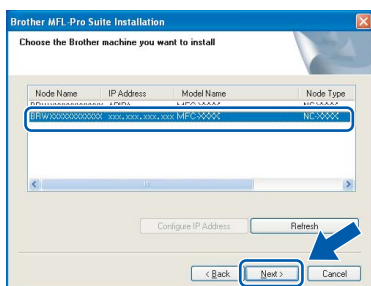 Brother MFL-Pro Suite Installation
Choose the Brother machine you want to install
Node Name IP Address Model Name Node Type
APIPA
BRWXXXXXXXXXXXX xxx.xxx.xxx.xxx MFC-XXXX NC-XXXX
Configure IP Address Refresh
< Back Next > Cancel